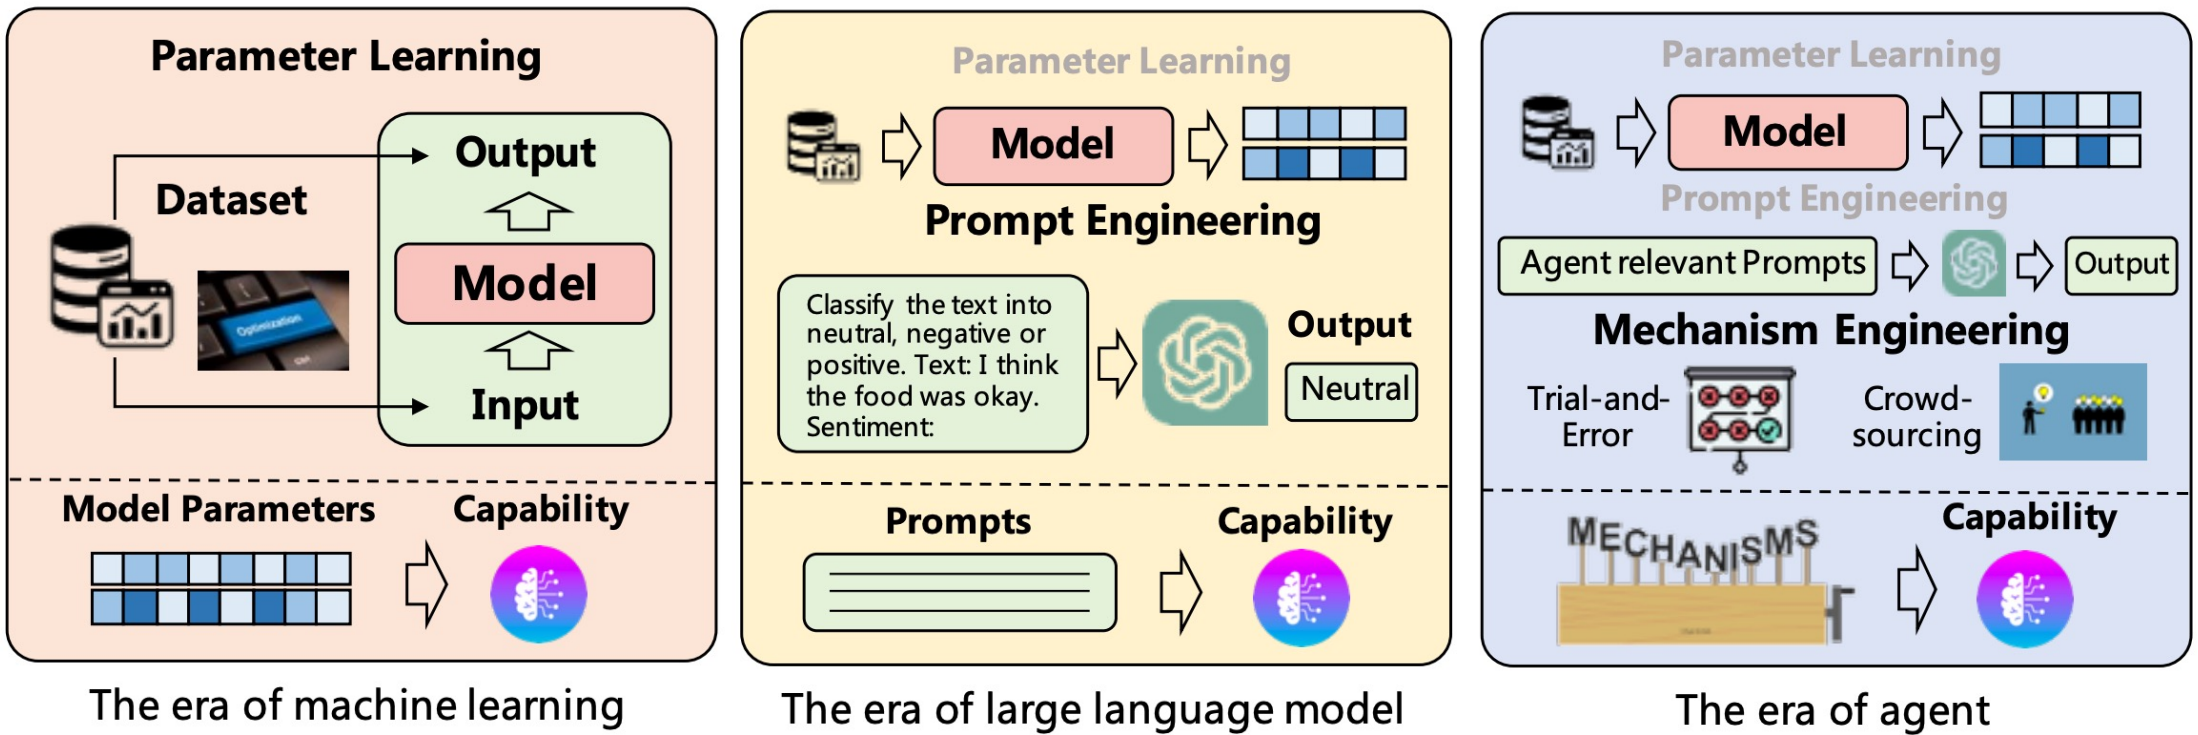 Parameter Learning
Output
Dataset
Model
Optimization
Ctrl
Input
Model Parameters
Capability
The era of machine learning
Parameter Learning
Model
Prompt Engineering
Classify the text into
neutral, negative or
positive. Text: I think
the food was okay.
Sentiment:
Output
Neutral
Prompts
Capability
The era of large language model
Parameter Learning
Model
Prompt Engineering
Agent relevant Prompts
Output
Mechanism Engineering
Trial-and-
Error
Crowd-
sourcing
MECHANISMS
Capability
The era of agent